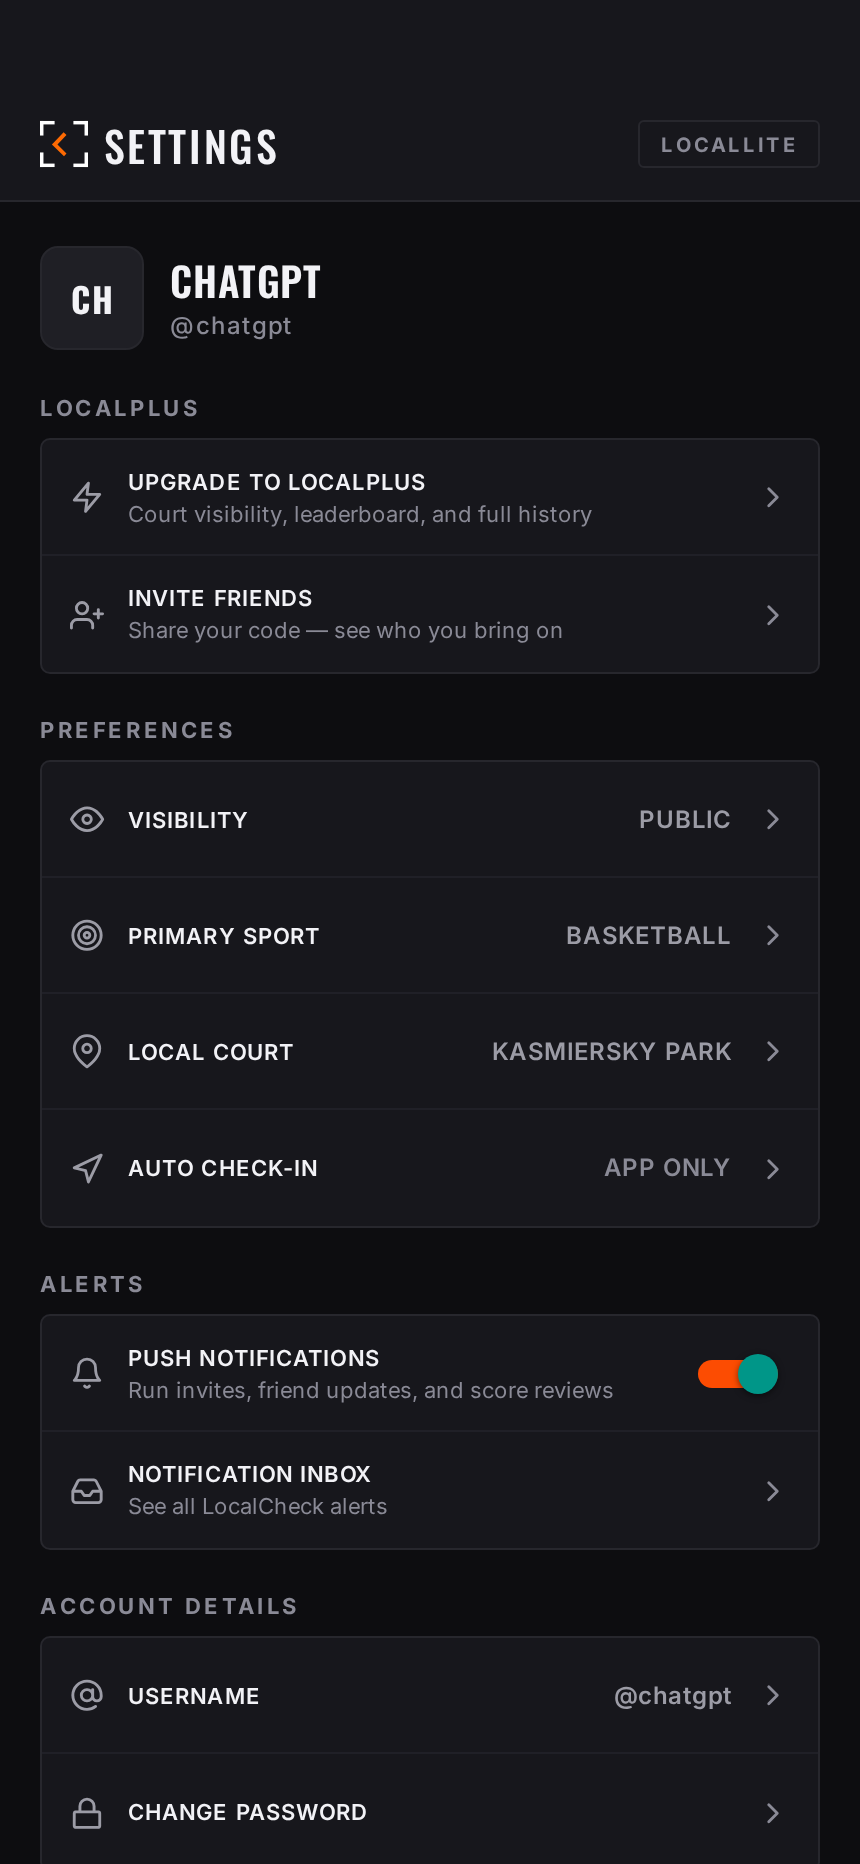 SETTINGS
LOCALLITE
CH
CHATGPT
@chatgpt
LOCALPLUS
UPGRADE TO LOCALPLUS
Court visibility, leaderboard, and full history
INVITE FRIENDS
Share your code — see who you bring on
PREFERENCES
VISIBILITY
PUBLIC
PRIMARY SPORT
BASKETBALL
LOCAL COURT
KASMIERSKY PARK
AUTO CHECK-IN
APP ONLY
ALERTS
PUSH NOTIFICATIONS
Run invites, friend updates, and score reviews
NOTIFICATION INBOX
See all LocalCheck alerts
ACCOUNT DETAILS
USERNAME
@chatgpt
CHANGE PASSWORD